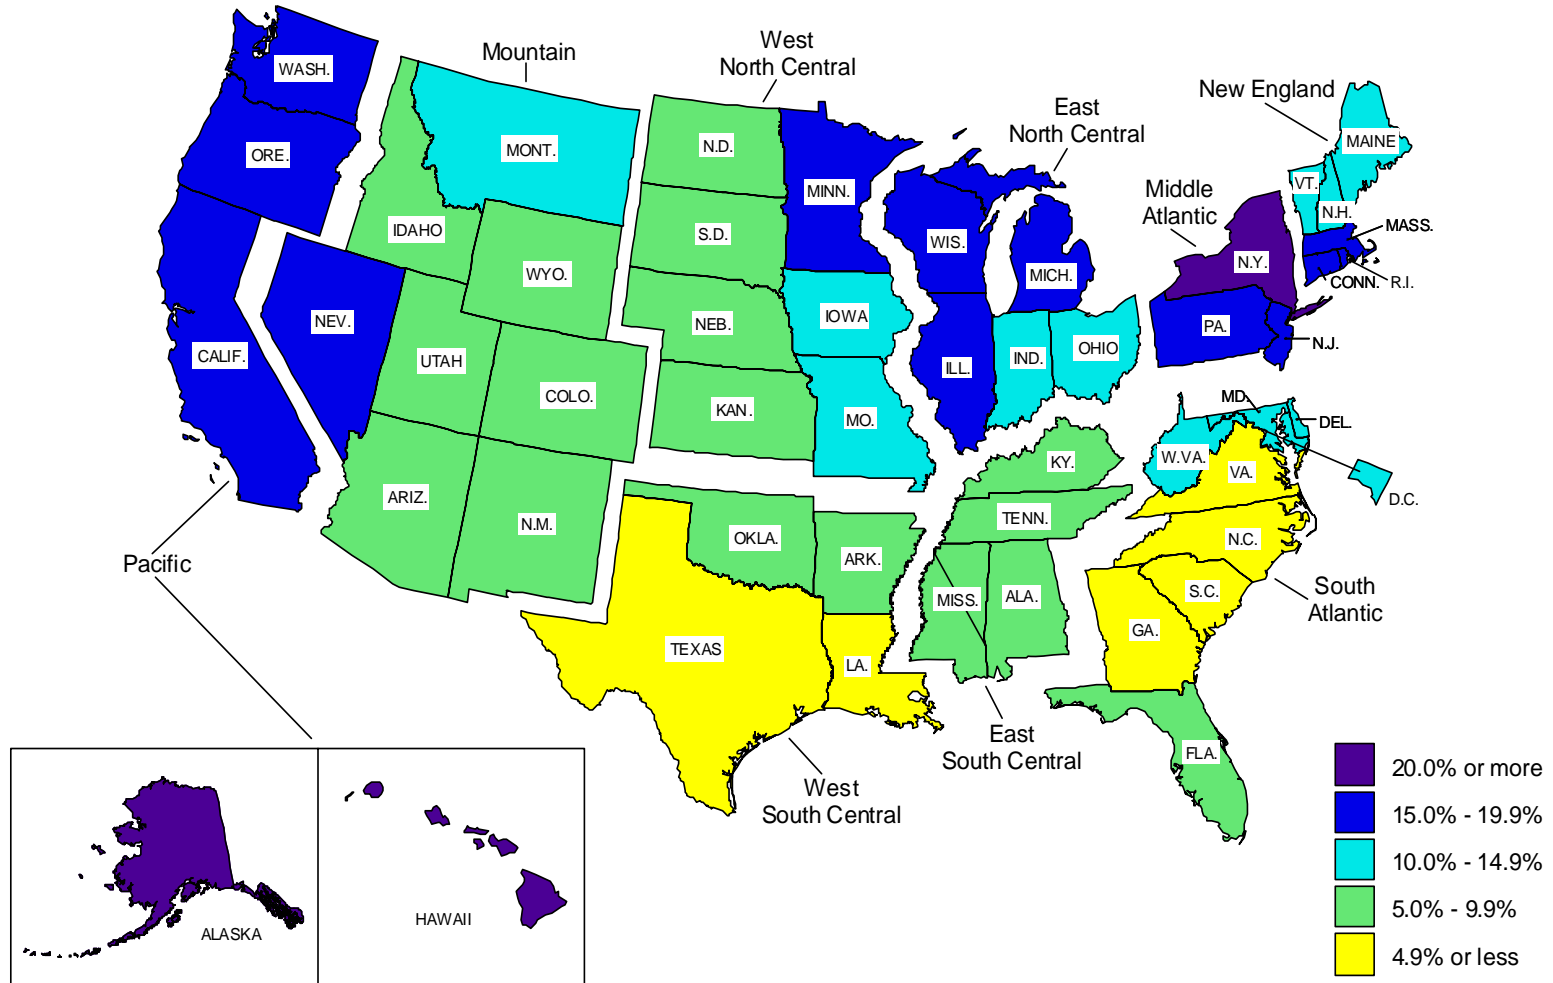 West
North Central
Mountain
East
North Central
New England
Middle
Atlantic
WASH.
ORE.
MONT.
N.D.
MINN.
MAINE
VT.
N.H.
MASS.
IDAHO
S.D.
WIS.
WYO.
MICH.
N.Y.
CONN.
R.I.
NEV.
NEB.
IOWA
PA.
N.J.
CALIF.
UTAH
COLO.
ILL.
IND.
OHIO
KAN.
MO.
MD.
DEL.
W.VA.
KY.
VA.
D.C.
ARIZ.
N.M.
OKLA.
TENN.
N.C.
Pacific
ARK.
MISS.
ALA.
S.C.
South
Atlantic
GA.
TEXAS
LA.
East
South Central
FLA.
West
South Central
ALASKA
HAWAII
20.0% or more
15.0% - 19.9%
10.0% - 14.9%
5.0% - 9.9%
4.9% or less